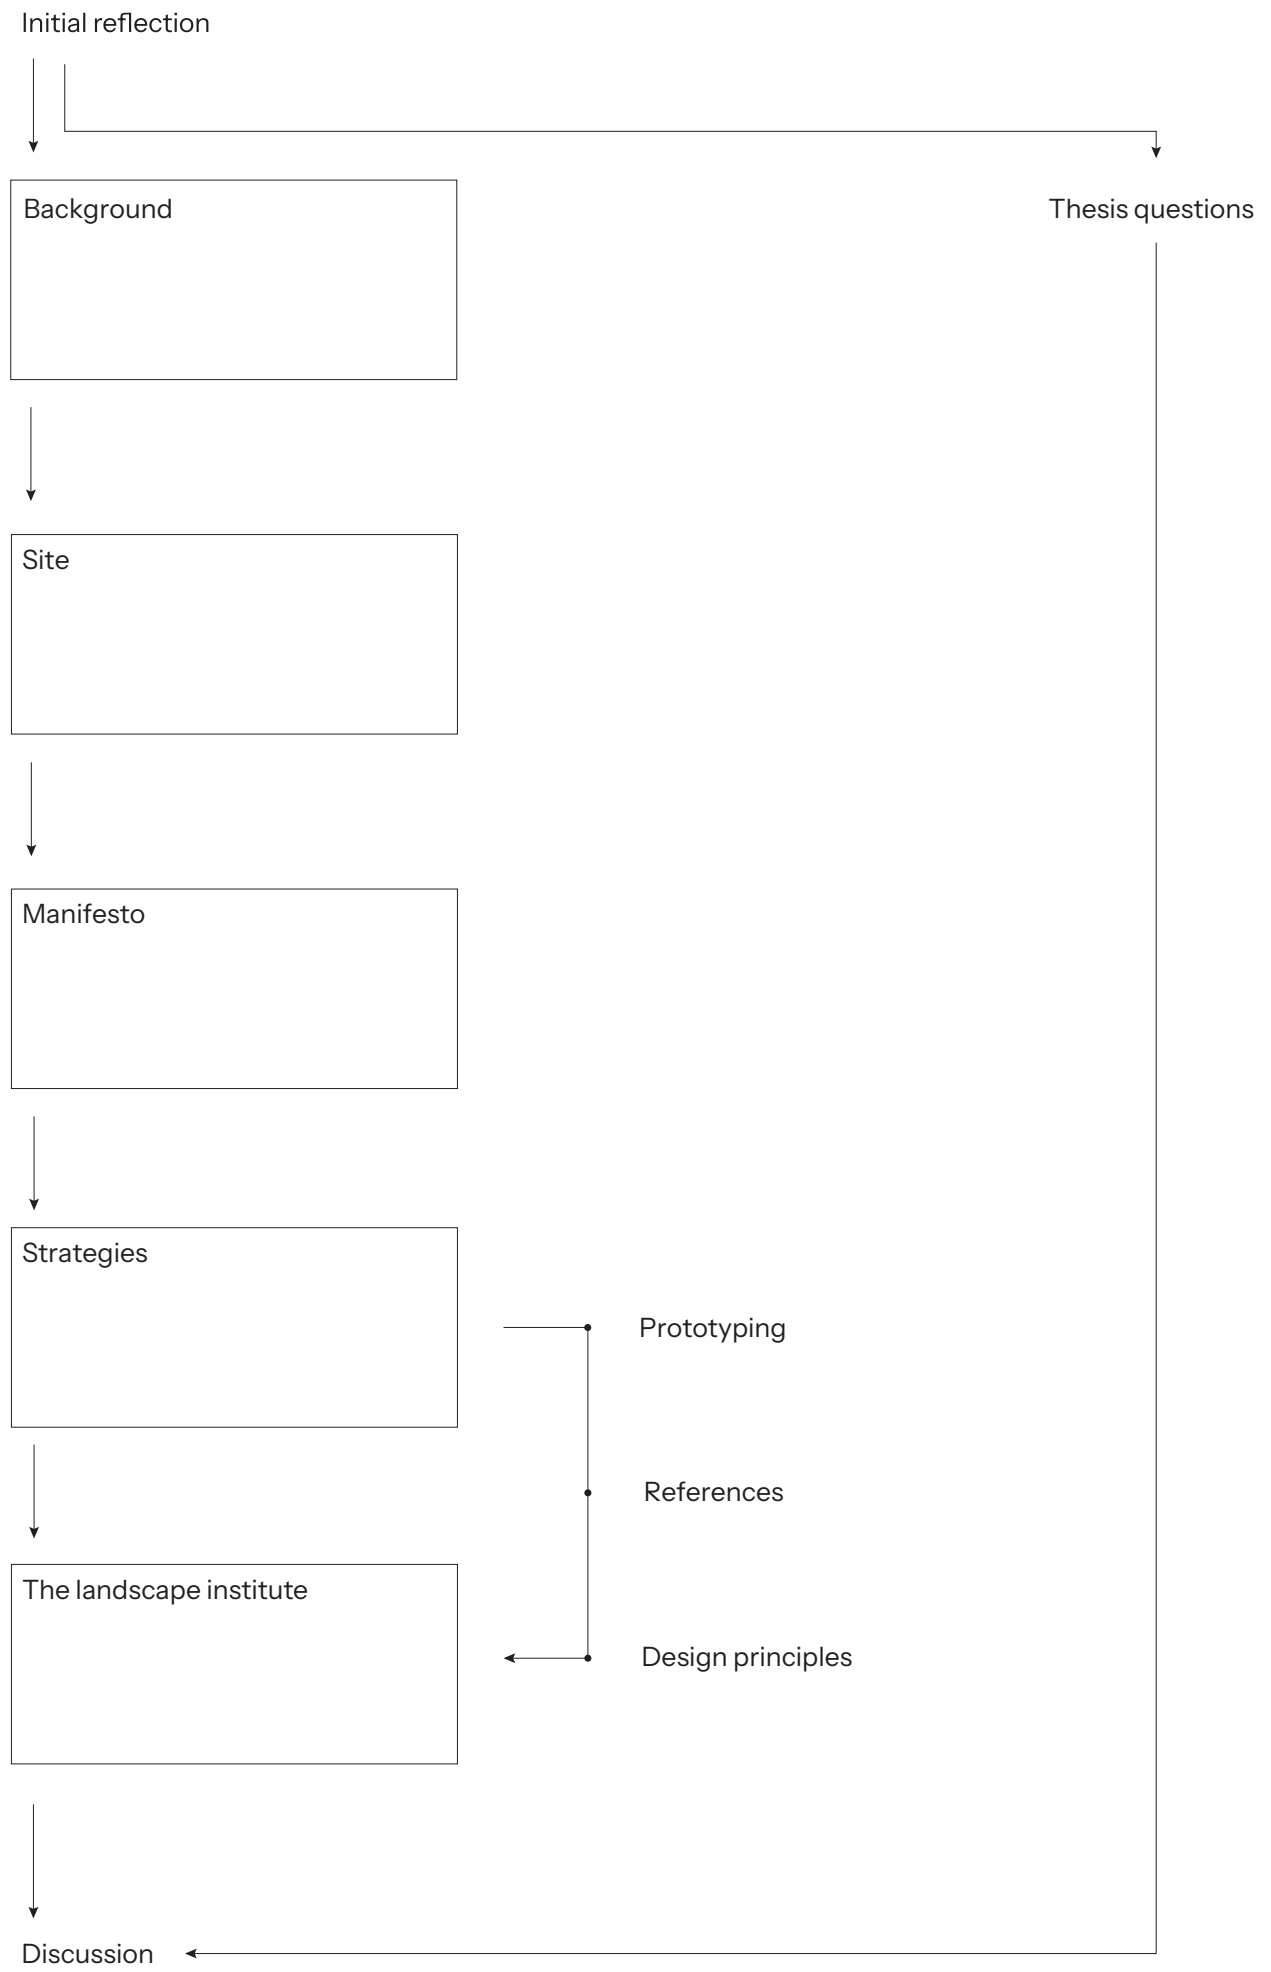 Initial reflection
Background
Thesis questions
Site
Manifesto
Strategies
Prototyping
References
The landscape institute
Design principles
Discussion